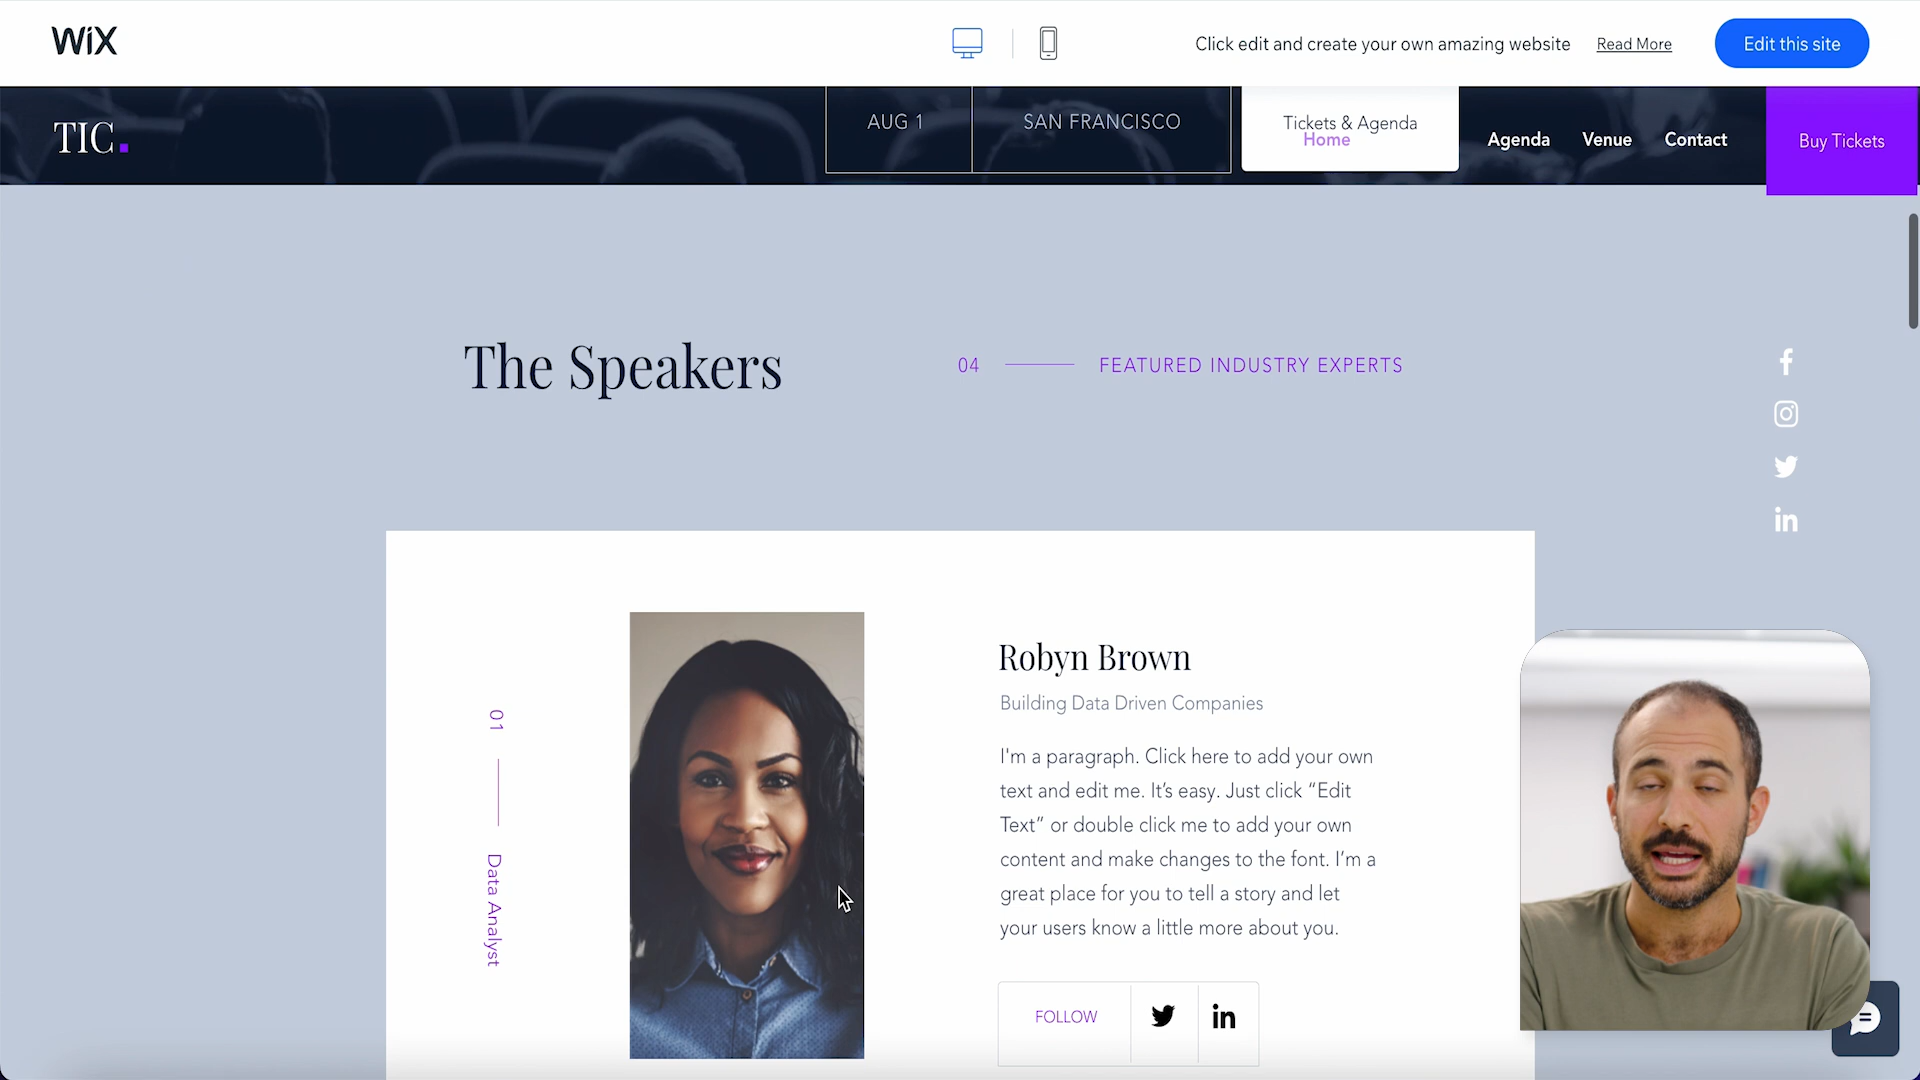 WiX
Click edit and create your own amazing website
Read More
Edit this site
TIC.
AUG 1
SAN FRANCISCO
Tickets & Agenda
Home
Agenda
Venue
Contact
Buy Tickets
The Speakers
04
FEATURED INDUSTRY EXPERTS
01
Data Analyst
Robyn Brown
Building Data Driven Companies
I'm a paragraph. Click here to add your own
text and edit me. It’s easy. Just click “Edit
Text” or double click me to add your own
content and make changes to the font. I’m a
great place for you to tell a story and let
your users know a little more about you.
FOLLOW
in
in